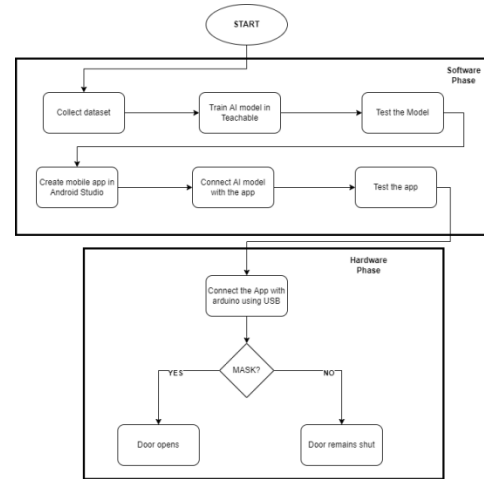 START
Software
Phase
Collect dataset
Train AI model in
Teachable
Test the Model
Create mobile app in
Android Studio
Connect AI model
with the app
Test the app
Hardware
Phase
Connect the App with
arduino using USB
MASK?
YES
NO
Door opens
Door remains shut